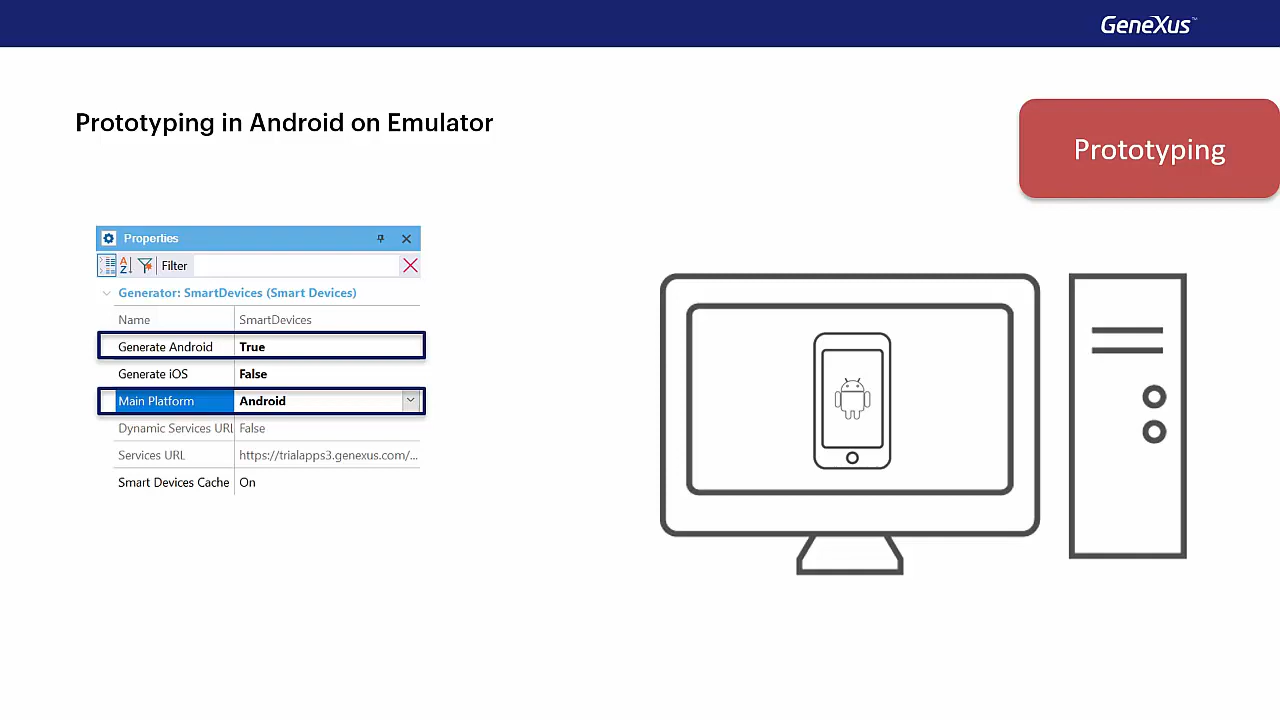 GeneXus™
Prototyping in Android on Emulator
Prototyping
Properties
Filter
Generator: SmartDevices (Smart Devices)
Name SmartDevices
Generate Android True
Generate iOS False
Main Platform Android
Dynamic Services URL False
Services URL https://trialapps3.genexus.com/...
Smart Devices Cache On